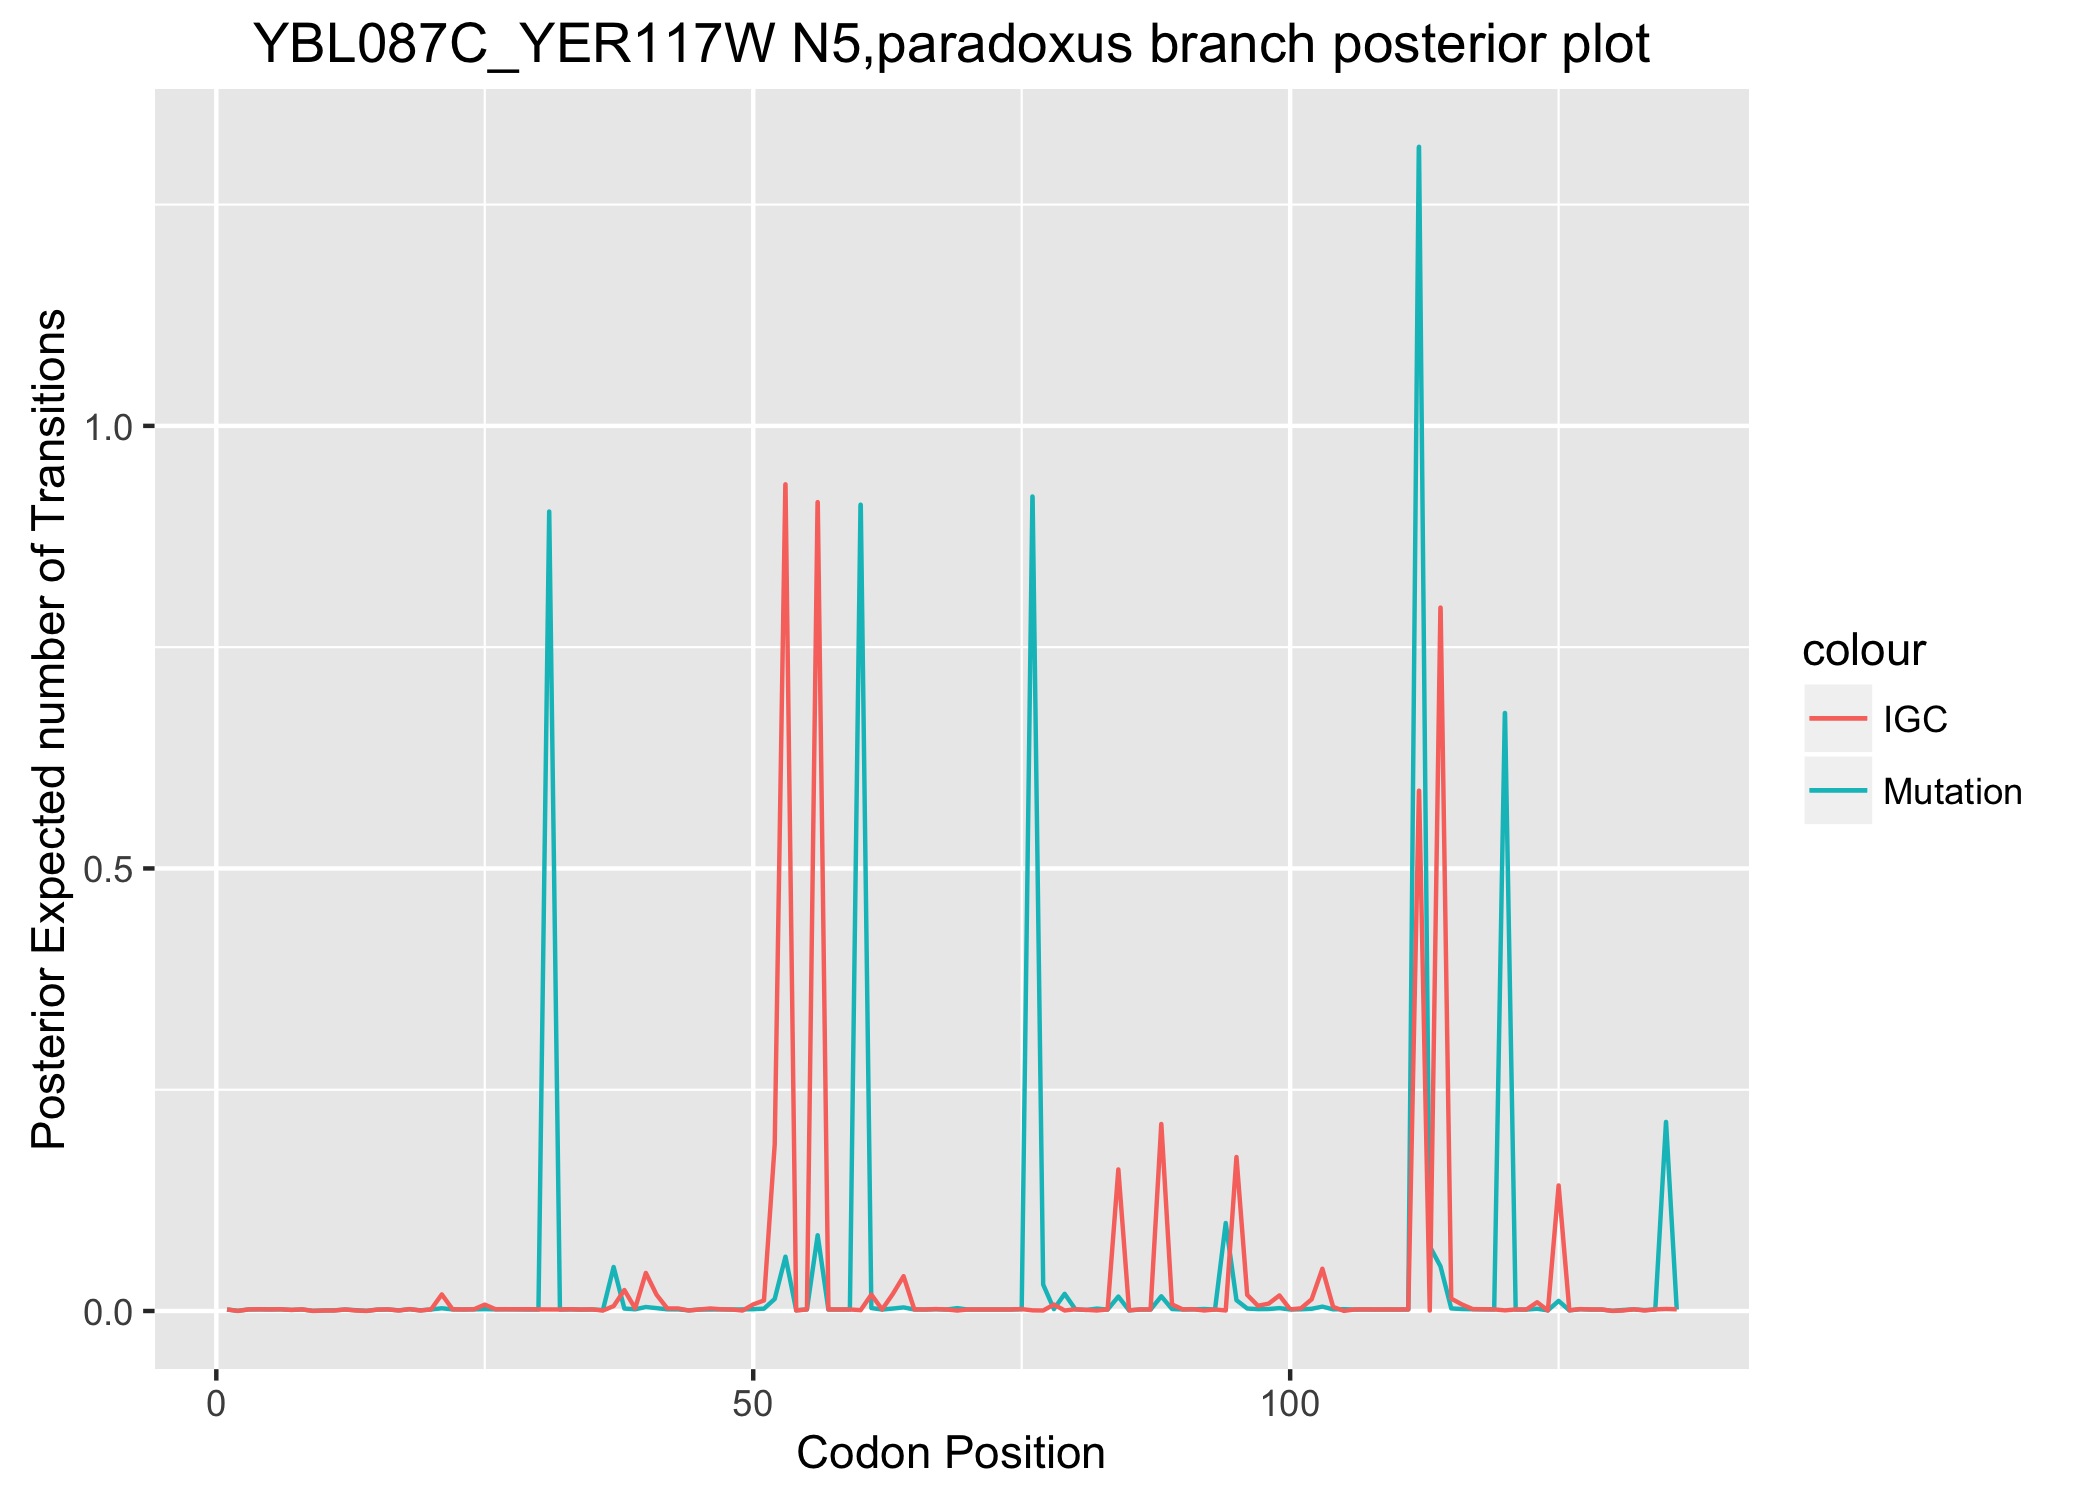 YBL087C_YER117W N5,paradoxus branch posterior plot
Posterior Expected number of Transitions
1.0
0.5
0.0
0
50
100
Codon Position
colour
IGC
Mutation